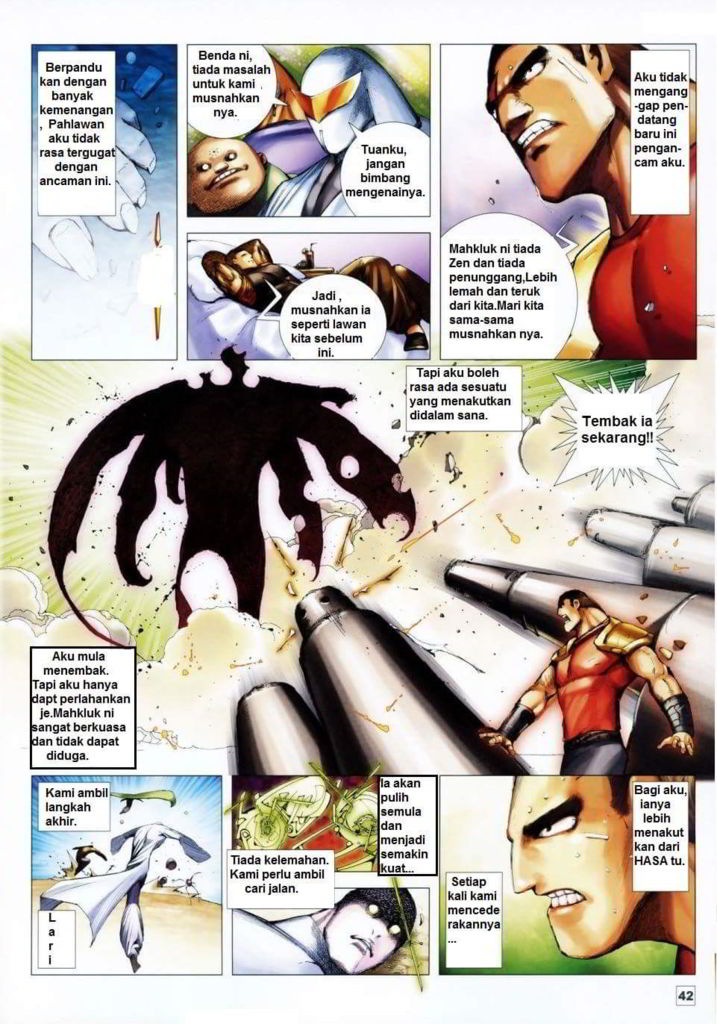 Berpandu
kan dengan
banyak
kemenangan
, Pahlawan
aku tidak
rasa tergugat
dengan
ancaman ini.
Benda ni,
tiada masalah
untuk kami
musnahkan
nya.
Tuanku,
jangan
bimbang
mengenainya.
Jadi ,
musnahkan ia
seperti lawan
kita sebelum
ini.
Aku tidak
mengang
-gap pen-
datang
baru ini
pengan-
cam aku.
Mahkluk ni tiada
Zen dan tiada
penunggang,Lebih
lemah dan teruk
dari kita.Mari kita
sama-sama
musnahkan nya.
Tapi aku boleh
rasa ada sesuatu
yang menakutkan
didalam sana.
Tembak ia
sekarang!!
Aku mula
menembak.
Tapi aku hanya
dapt perlahankan
je.Mahkluk ni
sangat berkuasa
dan tidak dapat
diduga.
Kami ambil
langkah
akhir.
L
a
r
i
Ia akan
pulih
semula
dan
menjadi
semakin
kuat...
Tiada kelemahan.
Kami perlu ambil
cari jalan.
Bagi aku,
ianya
lebih
menakut
kan dari
HASA tu.
Setiap
kali kami
mencede
rakannya
...
42